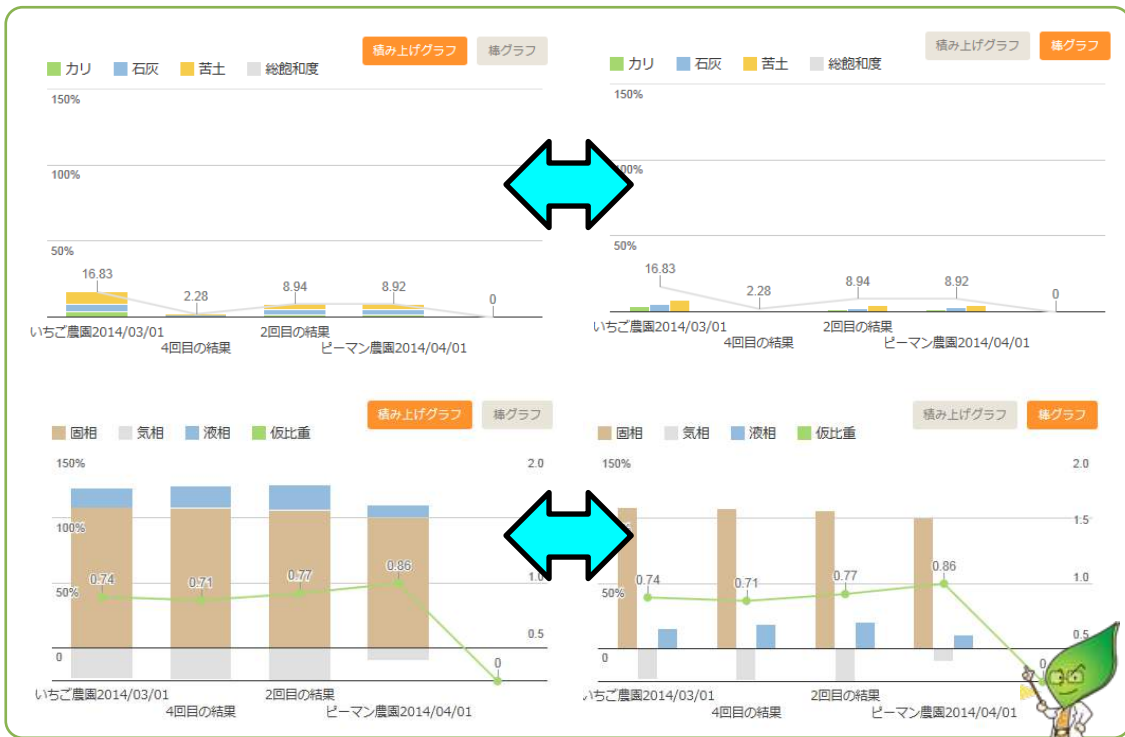 積み上げグラフ 棒グラフ
カリ 石灰 苦土 総飽和度
150%
100%
50%
16.83
2.28
8.94
8.92
0
いちご農園2014/03/01
4回目の結果
2回目の結果
ピーマン農園2014/04/01
積み上げグラフ 棒グラフ
カリ 石灰 苦土 総飽和度
150%
00%
50%
16.83
2.28
8.94
8.92
0
いちご農園2014/03/01
4回目の結果
2回目の結果
ピーマン農園2014/04/01
積み上げグラフ 棒グラフ
固相 気相 液相 仮比重
150%
2.0
100%
50%
1.0
0.5
0
0.74
0.71
0.77
0.86
0
いちご農園2014/03/01
4回目の結果
2回目の結果
ピーマン農園2014/04/01
積み上げグラフ 棒グラフ
固相 気相 液相 仮比重
150%
2.0
1.5
50%
1.0
0.5
0
0.74
0.71
0.77
0.86
0
いちご農園2014/03/01
4回目の結果
2回目の結果
ピーマン農園2014/04/01